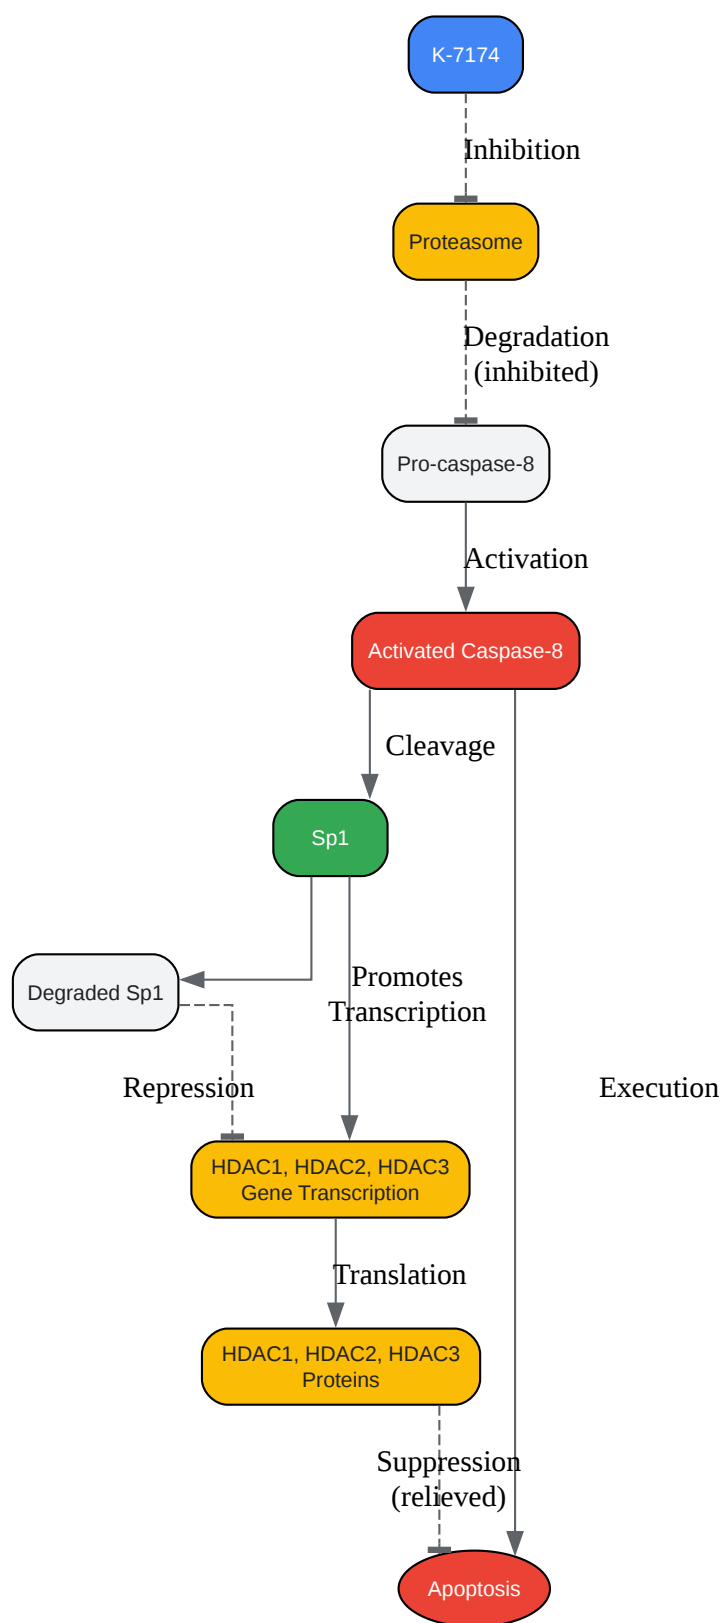 K-7174
Inhibition
Proteasome
Degradation
(inhibited)
Pro-caspase-8
Activation
Activated Caspase-8
Cleavage
Sp1
Promotes
Transcription
Degraded Sp1
Repression
Execution
HDAC1, HDAC2, HDAC3
Gene Transcription
Translation
HDAC1, HDAC2, HDAC3
Proteins
Suppression
(relieved)
Apoptosis